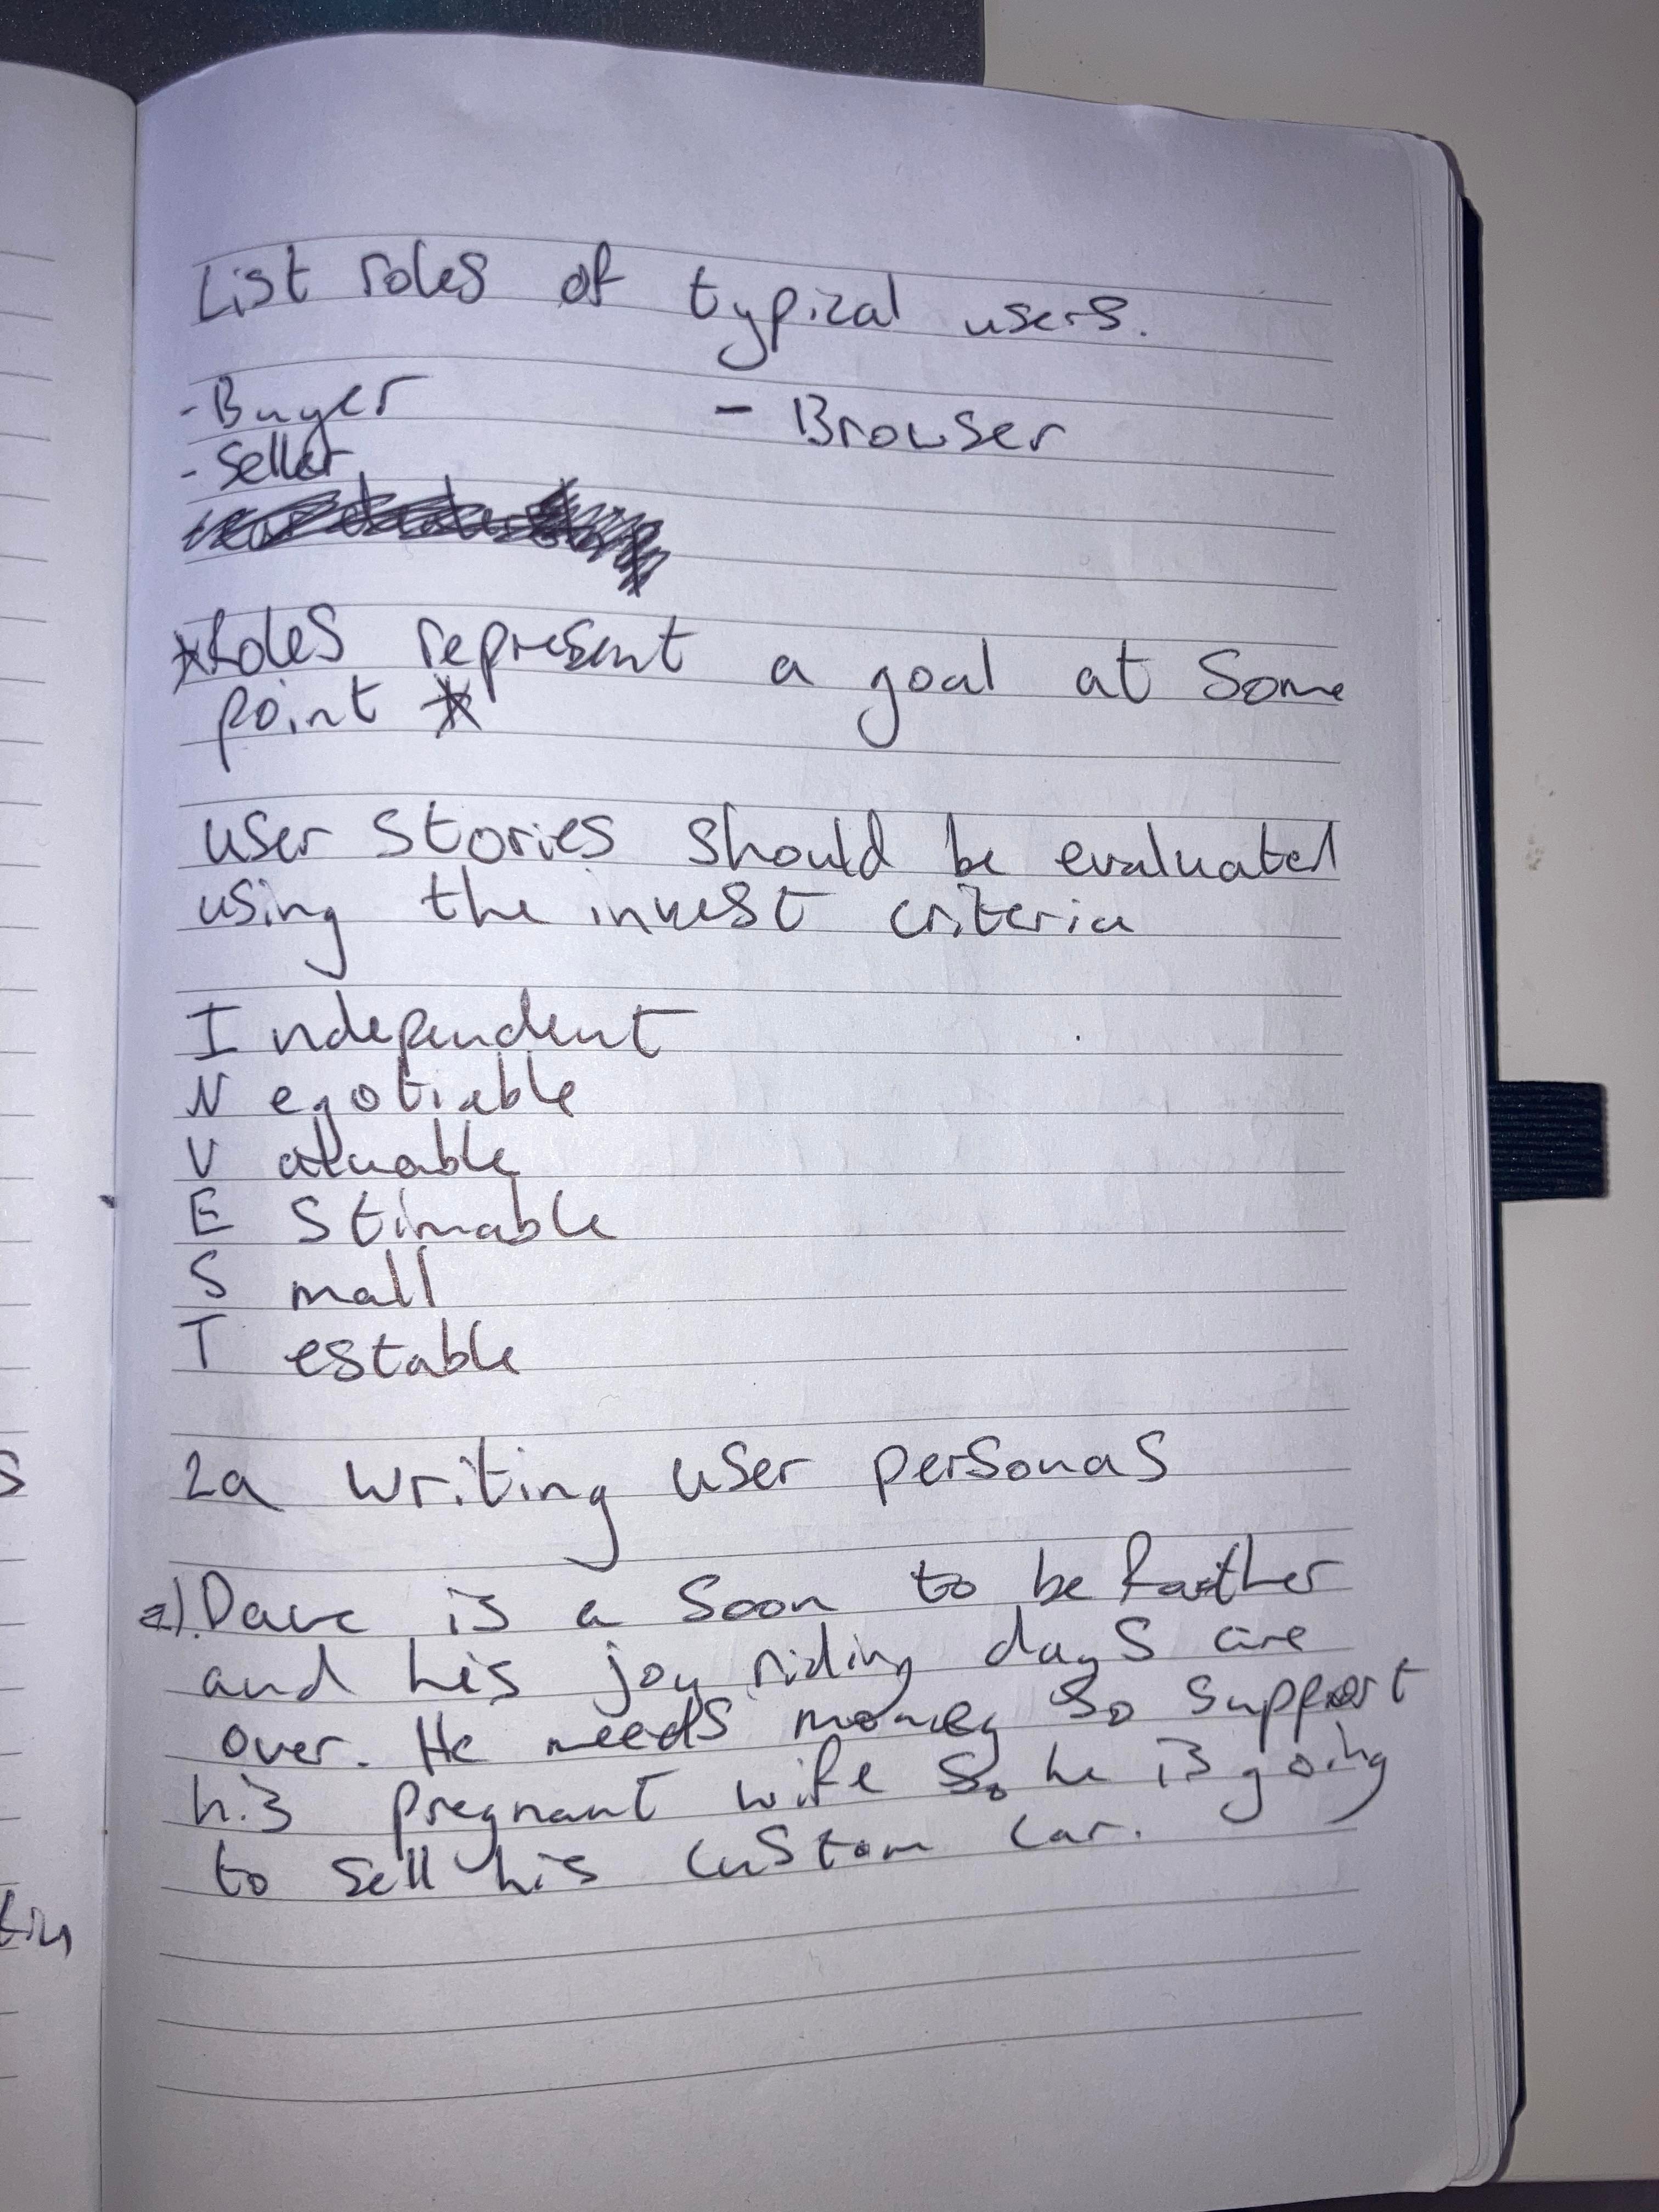 List roles of typical users.
- Buyer - Browser
- Seller
*Roles represent a goal at some
point *
user stories should be evaluated
using the invest criteria
I ndependent
N egotiable
V aluable
E stimable
S mall
T estable
2a writing user personas
a). Dave is a soon to be father
and his joy riding days are
over. He needs money so support
his pregnant wife so he is going
to sell his custom car.